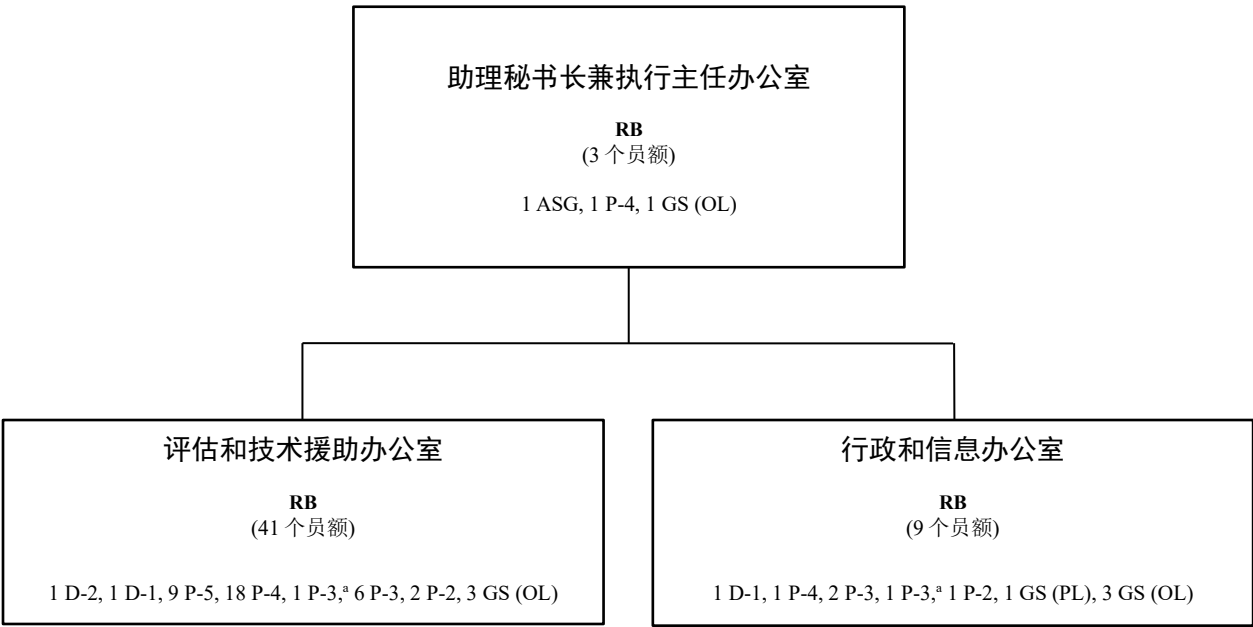 助理秘书长兼执行主任办公室
RB
(3 个员额)
1 ASG, 1 P-4, 1 GS (OL)
评估和技术援助办公室
RB
(41 个员额)
1 D-2, 1 D-1, 9 P-5, 18 P-4, 1 P-3,ᵃ 6 P-3, 2 P-2, 3 GS (OL)
行政和信息办公室
RB
(9 个员额)
1 D-1, 1 P-4, 2 P-3, 1 P-3,ᵃ 1 P-2, 1 GS (PL), 3 GS (OL)